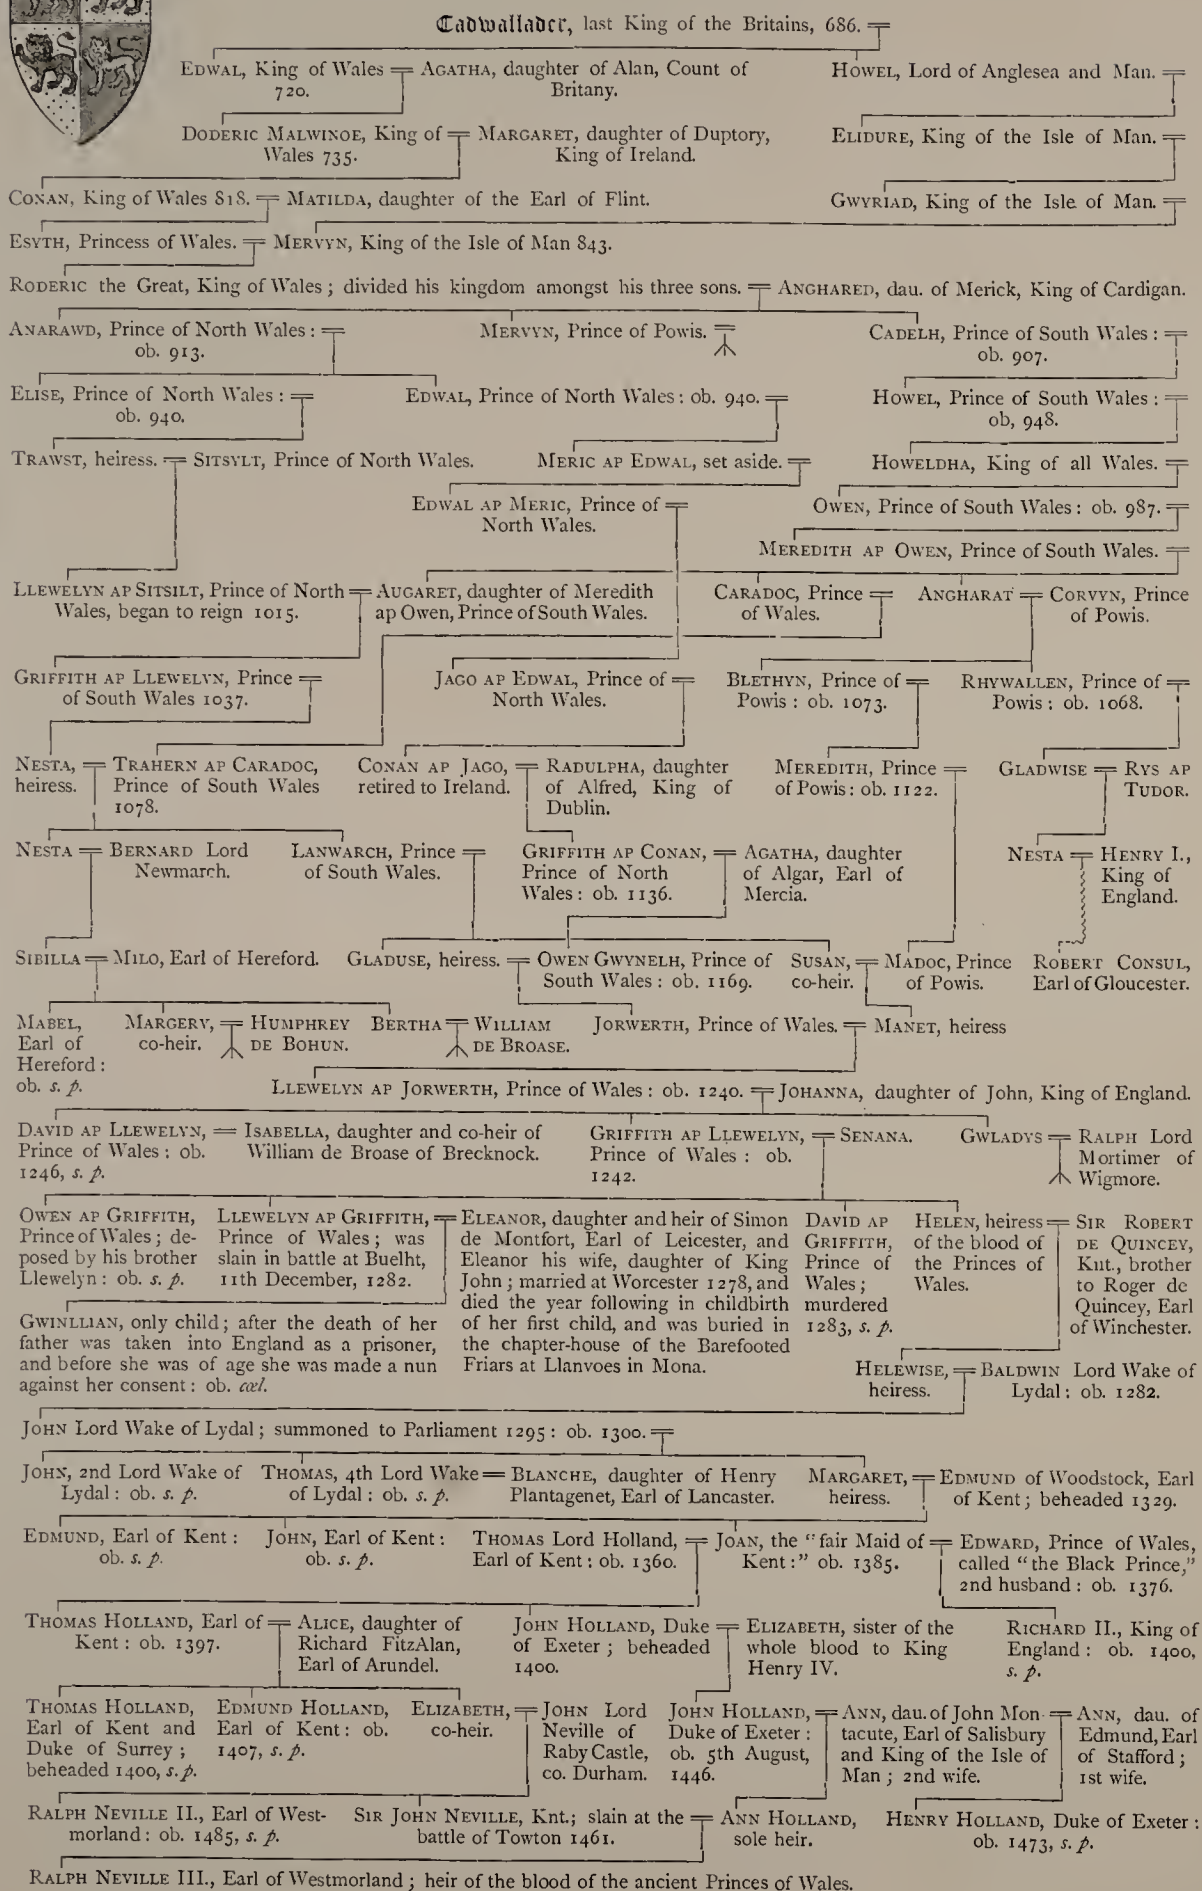 Cadwallader, last King of the Britains, 686.
EDWAL, King of Wales
720.
AGATHA, daughter of Alan, Count of
Britany.
HOWEL, Lord of Anglesea and Man.
DODERIC MALWINOE, King of
Wales 735.
MARGARET, daughter of Duptory,
King of Ireland.
ELIDURE, King of the Isle of Man.
CONAN, King of Wales 818.
MATILDA, daughter of the Earl of Flint.
GWYRIAD, King of the Isle of Man.
ESYTH, Princess of Wales.
MERVYN, King of the Isle of Man 843.
RODERIC the Great, King of Wales; divided his kingdom amongst his three sons.
ANGHARED, dau. of Merick, King of Cardigan.
ANARAWD, Prince of North Wales:
ob. 913.
MERVYN, Prince of Powis.
CADELH, Prince of South Wales:
ob. 907.
ELISE, Prince of North Wales:
ob. 940.
EDWAL, Prince of North Wales: ob. 940.
HOWEL, Prince of South Wales:
ob, 948.
TRAWST, heiress.
SITSYLT, Prince of North Wales.
MERIC AP EDWAL, set aside.
HOWELDHA, King of all Wales.
EDWAL AP MERIC, Prince of
North Wales.
OWEN, Prince of South Wales: ob. 987.
MEREDITH AP OWEN, Prince of South Wales.
LLEWELYN AP SITSILT, Prince of North
Wales, began to reign 1015.
AUGARET, daughter of Meredith
ap Owen, Prince of South Wales.
CARADOC, Prince
of Wales.
ANGHARAT
CORVYN, Prince
of Powis.
GRIFFITH AP LLEWELYN, Prince
of South Wales 1037.
JAGO AP EDWAL, Prince of
North Wales.
BLETHYN, Prince of
Powis: ob. 1073.
RHYWALLEN, Prince of
Powis: ob. 1068.
NESTA,
heiress.
TRAHERN AP CARADOC,
Prince of South Wales
1078.
CONAN AP JAGO,
retired to Ireland.
RADULPHA, daughter
of Alfred, King of
Dublin.
MEREDITH, Prince
of Powis: ob. 1122.
GLADWISE
RYS AP
TUDOR.
NESTA
BERNARD Lord
Newmarch.
LANWARCH, Prince
of South Wales.
GRIFFITH AP CONAN,
Prince of North
Wales: ob. 1136.
AGATHA, daughter
of Algar, Earl of
Mercia.
NESTA
HENRY I.,
King of
England.
SIBILLA
MILO, Earl of Hereford.
GLADUSE, heiress.
OWEN GWYNELH, Prince of
South Wales: ob. 1169.
SUSAN,
co-heir.
MADOC, Prince
of Powis.
ROBERT CONSUL,
Earl of Gloucester.
MABEL,
Earl of
Hereford:
ob. s. p.
MARGERY,
co-heir.
HUMPHREY
DE BOHUN.
BERTHA
WILLIAM
DE BROASE.
JORWERTH, Prince of Wales.
MANET, heiress
LLEWELYN AP JORWERTH, Prince of Wales: ob. 1240.
JOHANNA, daughter of John, King of England.
DAVID AP LLEWELYN,
Prince of Wales: ob.
1246, s. p.
ISABELLA, daughter and co-heir of
William de Broase of Brecknock.
GRIFFITH AP LLEWELYN,
Prince of Wales: ob.
1242.
SENANA.
GWLADYS
RALPH Lord
Mortimer of
Wigmore.
OWEN AP GRIFFITH,
Prince of Wales; de-
posed by his brother
Llewelyn: ob. s. p.
LLEWELYN AP GRIFFITH,
Prince of Wales; was
slain in battle at Buelht,
11th December, 1282.
ELEANOR, daughter and heir of Simon
de Montfort, Earl of Leicester, and
Eleanor his wife, daughter of King
John; married at Worcester 1278, and
died the year following in childbirth
of her first child, and was buried in
the chapter-house of the Barefooted
Friars at Llanvoes in Mona.
DAVID AP
GRIFFITH,
Prince of
Wales;
murdered
1283, s. p.
HELEN, heiress
of the blood of
the Princes of
Wales.
SIR ROBERT
DE QUINCEY,
Knt., brother
to Roger de
Quincey, Earl
of Winchester.
GWINLLIAN, only child; after the death of her
father was taken into England as a prisoner,
and before she was of age she was made a nun
against her consent: ob. cœl.
HELEWISE,
heiress.
BALDWIN Lord Wake of
Lydal: ob. 1282.
JOHN Lord Wake of Lydal; summoned to Parliament 1295: ob. 1300.
JOHN, 2nd Lord Wake of
Lydal: ob. s. p.
THOMAS, 4th Lord Wake
of Lydal: ob. s. p.
BLANCHE, daughter of Henry
Plantagenet, Earl of Lancaster.
MARGARET,
heiress.
EDMUND of Woodstock, Earl
of Kent; beheaded 1329.
EDMUND, Earl of Kent:
ob. s. p.
JOHN, Earl of Kent:
ob. s. p.
THOMAS Lord Holland,
Earl of Kent: ob. 1360.
JOAN, the "fair Maid of
Kent:" ob. 1385.
EDWARD, Prince of Wales,
called "the Black Prince,"
2nd husband: ob. 1376.
THOMAS HOLLAND, Earl of
Kent: ob. 1397.
ALICE, daughter of
Richard FitzAlan,
Earl of Arundel.
JOHN HOLLAND, Duke
of Exeter; beheaded
1400.
ELIZABETH, sister of the
whole blood to King
Henry IV.
RICHARD II., King of
England: ob. 1400,
s. p.
THOMAS HOLLAND,
Earl of Kent and
Duke of Surrey;
beheaded 1400, s.p.
EDMUND HOLLAND,
Earl of Kent: ob.
1407, s. p.
ELIZABETH,
co-heir.
JOHN Lord
Neville of
Raby Castle,
co. Durham.
JOHN HOLLAND,
Duke of Exeter:
ob. 5th August,
1446.
ANN, dau. of John Mon-
tacute, Earl of Salisbury
and King of the Isle of
Man; 2nd wife.
ANN, dau. of
Edmund, Earl
of Stafford;
1st wife.
RALPH NEVILLE II., Earl of West-
morland: ob. 1485, s. p.
SIR JOHN NEVILLE, Knt.; slain at the
battle of Towton 1461.
ANN HOLLAND,
sole heir.
HENRY HOLLAND, Duke of Exeter:
ob. 1473, s. p.
RALPH NEVILLE III., Earl of Westmorland; heir of the blood of the ancient Princes of Wales.